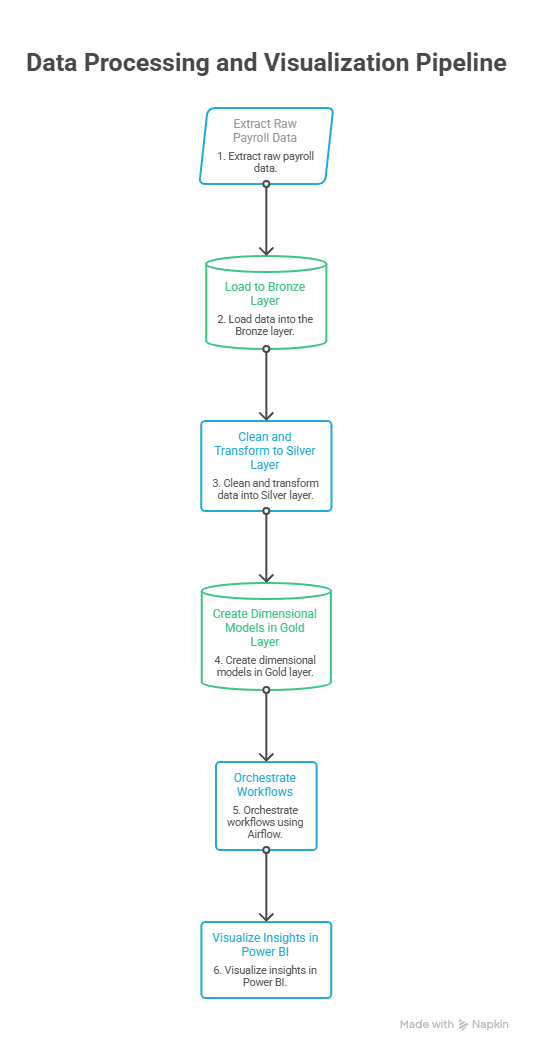 Data Processing and Visualization Pipeline
Extract Raw
Payroll Data
1. Extract raw payroll
data.
Load to Bronze
Layer
2. Load data into the
Bronze layer.
Clean and
Transform to Silver
Layer
3. Clean and transform
data into Silver layer.
Create Dimensional
Models in Gold
Layer
4. Create dimensional
models in Gold layer.
Orchestrate
Workflows
5. Orchestrate
workflows using
Airflow.
Visualize Insights in
Power BI
6. Visualize insights in
Power BI.
Made with Napkin